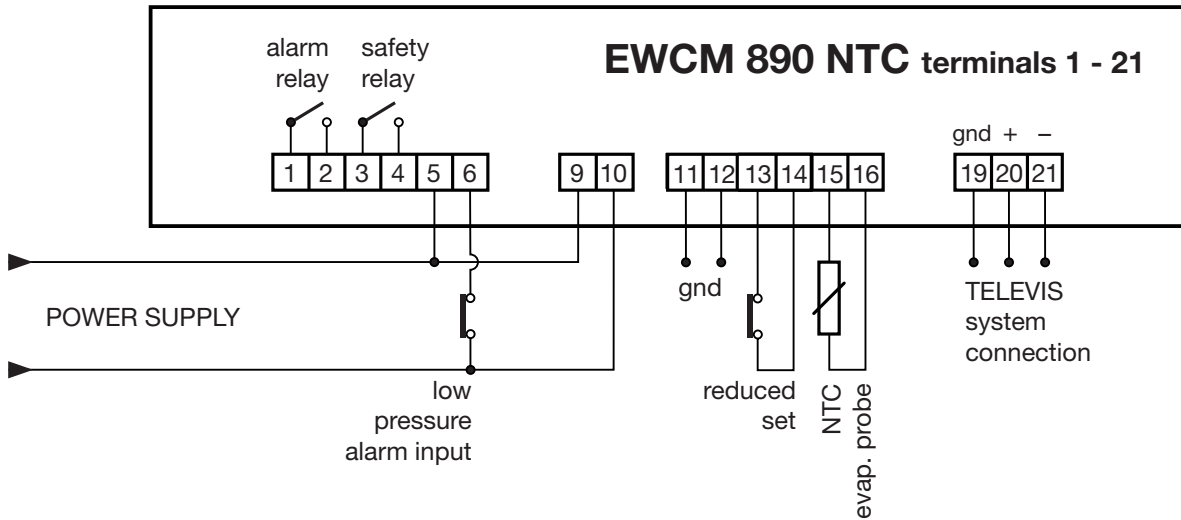 EWCM 890 NTC terminals 1 - 21
alarm
relay
safety
relay
1 2 3 4 5 6
9 10
11 12 13 14 15 16
gnd + –
19 20 21
POWER SUPPLY
low
pressure
alarm input
gnd
reduced
set
NTC
evap. probe
TELEVIS
system
connection